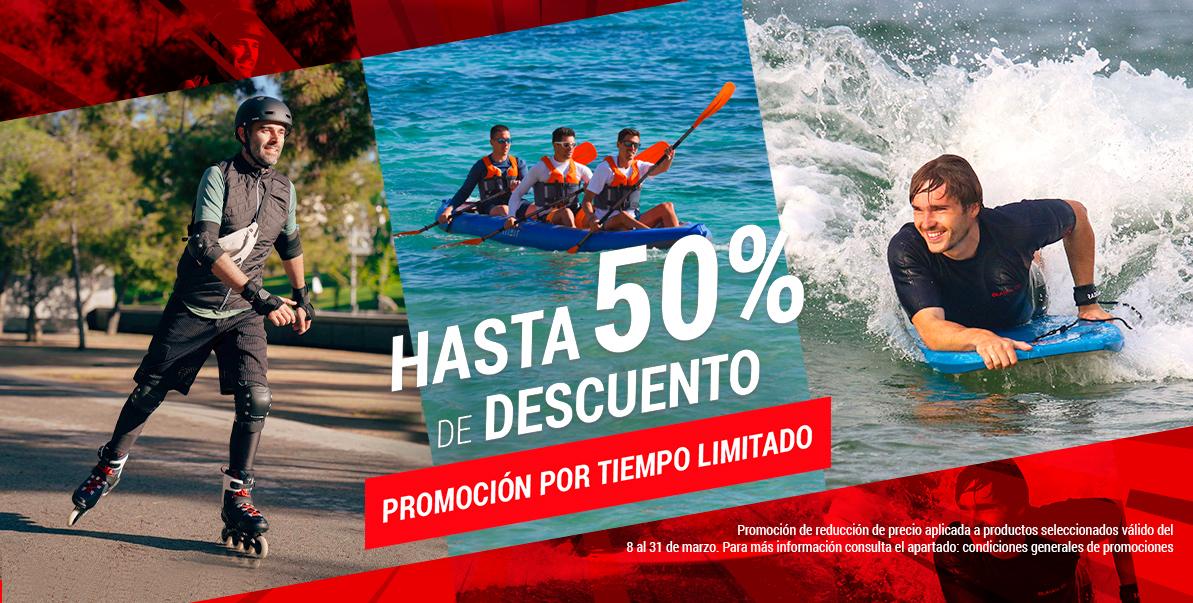 HASTA 50%
DE DESCUENTO
PROMOCIÓN POR TIEMPO LIMITADO
Promoción de reducción de precio aplicada a productos seleccionados válido del
8 al 31 de marzo. Para más información consulta el apartado: condiciones generales de promociones